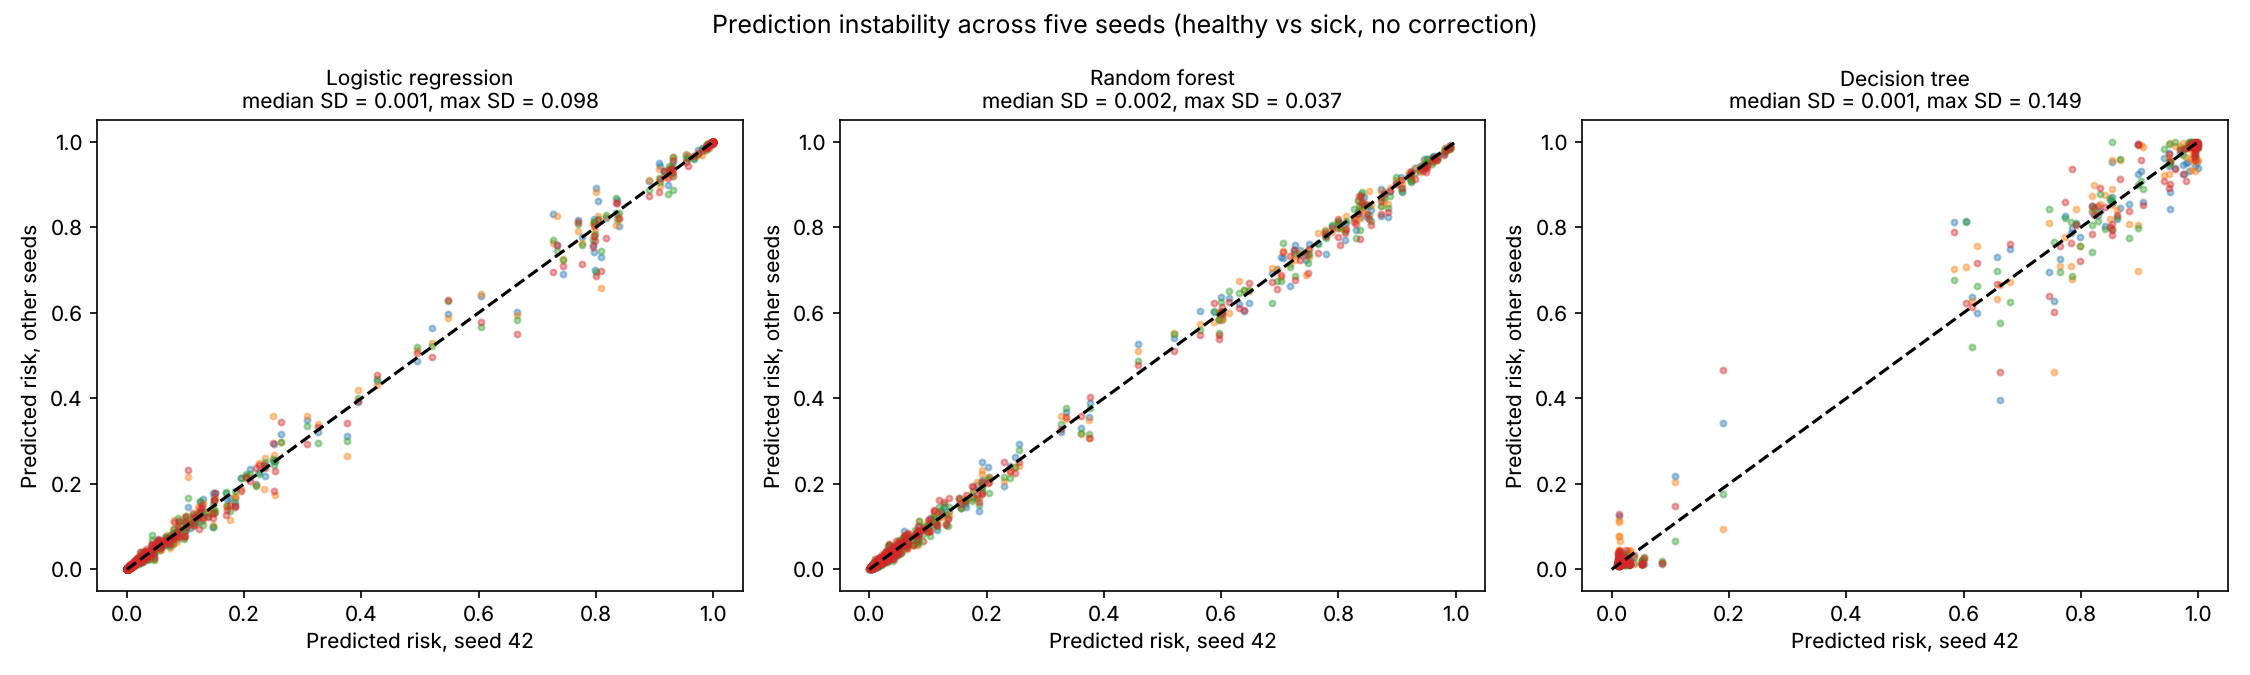 Prediction instability across five seeds (healthy vs sick, no correction)
Logistic regression
median SD = 0.001, max SD = 0.098
Predicted risk, other seeds
1.0
0.8
0.6
0.4
0.2
0.0
0.0 0.2 0.4 0.6 0.8 1.0
Predicted risk, seed 42
Random forest
median SD = 0.002, max SD = 0.037
Predicted risk, other seeds
1.0
0.8
0.6
0.4
0.2
0.0
0.0 0.2 0.4 0.6 0.8 1.0
Predicted risk, seed 42
Decision tree
median SD = 0.001, max SD = 0.149
Predicted risk, other seeds
1.0
0.8
0.6
0.4
0.2
0.0
0.0 0.2 0.4 0.6 0.8 1.0
Predicted risk, seed 42